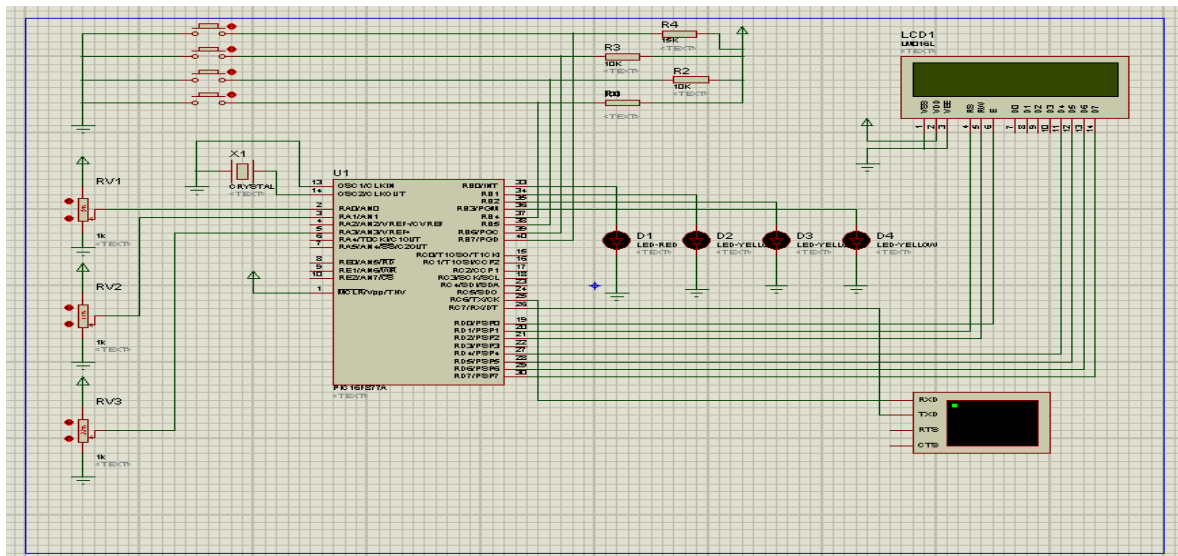 R4
15K
<TEXT>
R3
10K
<TEXT>
R2
10K
<TEXT>
<TEXT>
LCD1
LM016L
<TEXT>
VSS
VDD
VEE
RS
RW
E
D0
D1
D2
D3
D4
D5
D6
D7
1
2
3
4
5
6
7
8
9
10
11
12
13
14
X1
CRYSTAL
<TEXT>
RV1
1k
<TEXT>
RV2
1k
<TEXT>
RV3
1k
<TEXT>
U1
13 OSC1/CLKIN
14 OSC2/CLKOUT
2 RA0/AN0
3 RA1/AN1
4 RA2/AN2/VREF-/CVREF
5 RA3/AN3/VREF+
6 RA4/T0CKI/C1OUT
7 RA5/AN4/SS/C2OUT
8 RE0/AN5/RD
9 RE1/AN6/WR
10 RE2/AN7/CS
1 MCLR/Vpp/THV
RB0/INT 33
RB1 34
RB2 35
RB3/PGM 36
RB4 37
RB5 38
RB6/PGC 39
RB7/PGD 40
RC0/T1OSO/T1CKI 15
RC1/T1OSI/CCP2 16
RC2/CCP1 17
RC3/SCK/SCL 18
RC4/SDI/SDA 23
RC5/SDO 24
RC6/TX/CK 25
RC7/RX/DT 26
RD0/PSP0 19
RD1/PSP1 20
RD2/PSP2 21
RD3/PSP3 22
RD4/PSP4 27
RD5/PSP5 28
RD6/PSP6 29
RD7/PSP7 30
PIC16F877A
<TEXT>
D1
LED-RED
<TEXT>
D2
LED-YELL
<TEXT>
D3
LED-YELL
<TEXT>
D4
LED-YELLOW
<TEXT>
RXD
TXD
RTS
CTS